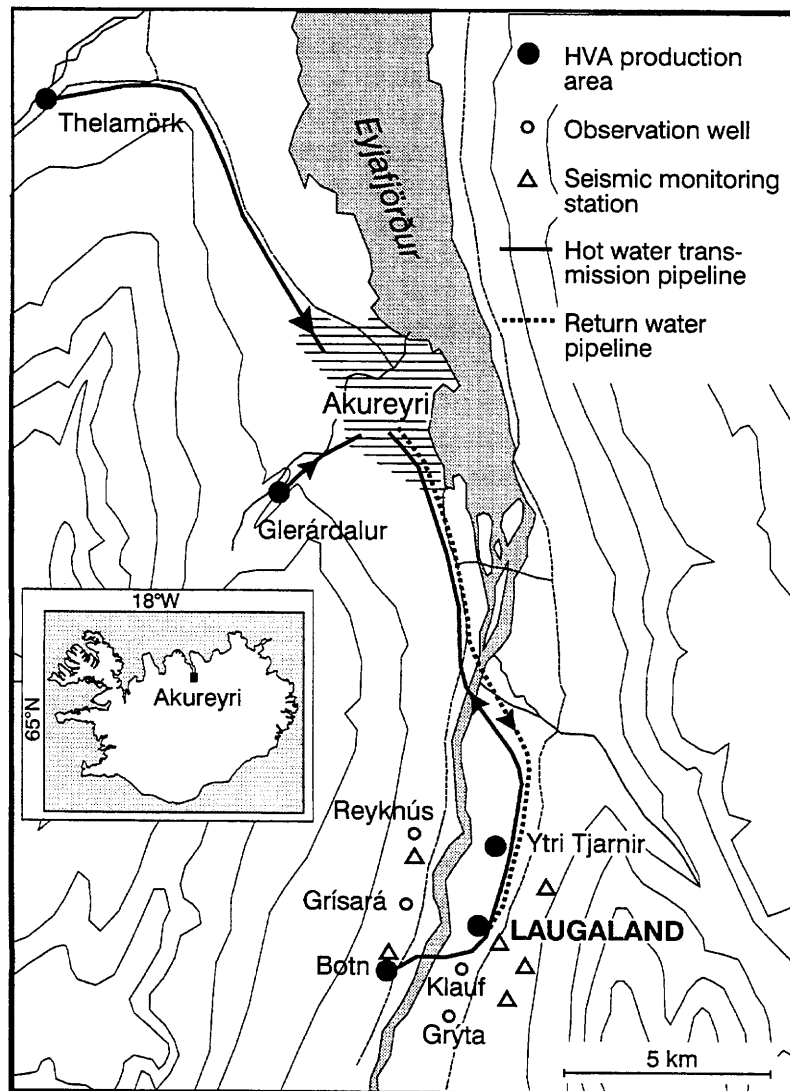 HVA production
area
Thelamörk
Observation well
Eyjafjörður
Seismic monitoring
station
Hot water trans-
mission pipeline
Return water
pipeline
Akureyri
Glerárdalur
18°W
65°N
Akureyri
Reykhús
Ytri Tjarnir
Grísará
LAUGALAND
Botn
Klauf
Grýta
5 km